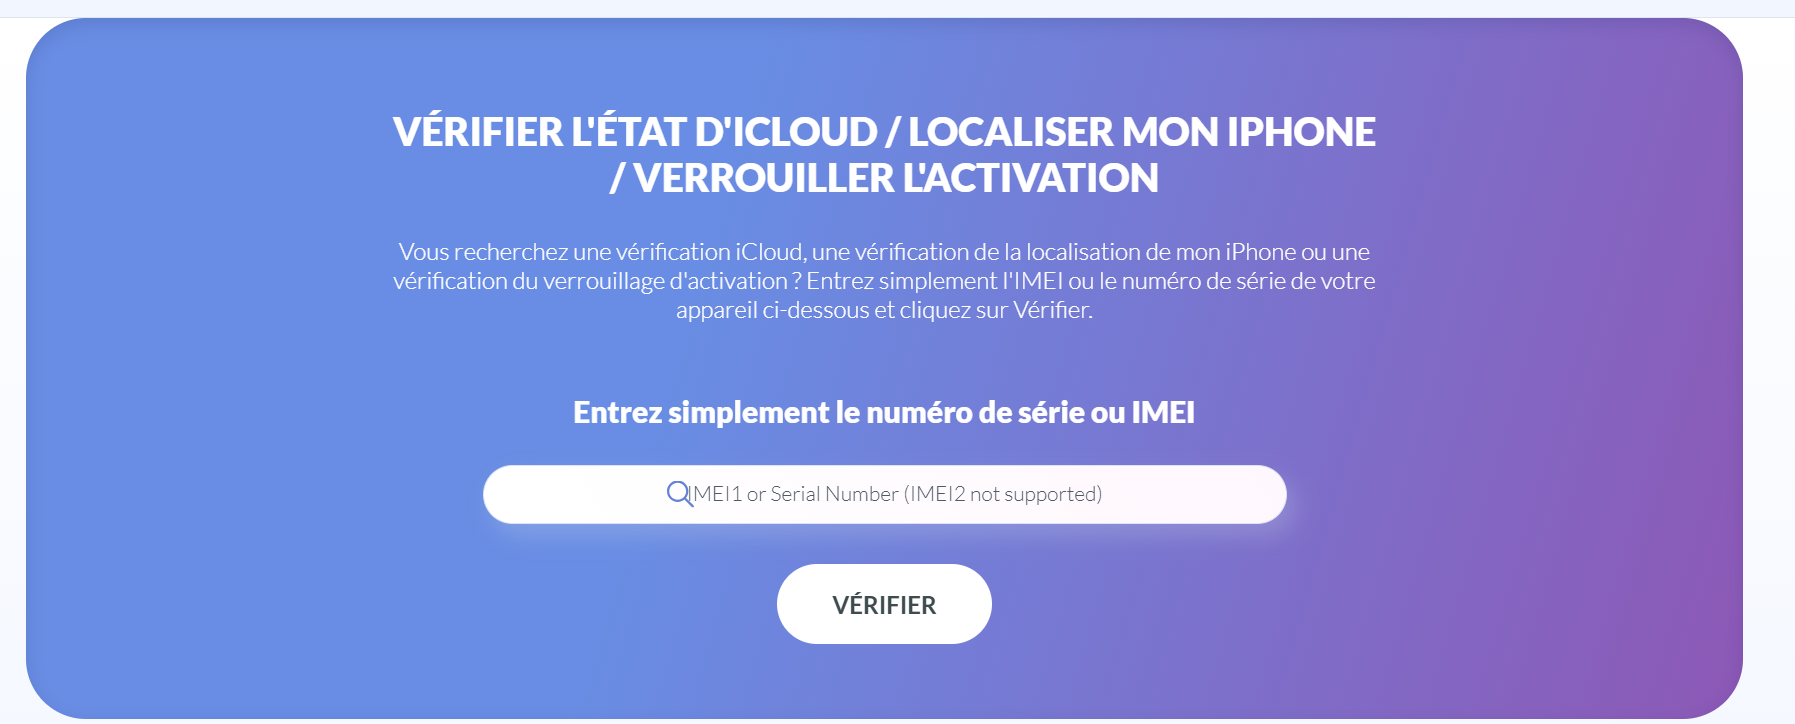 VÉRIFIER L'ÉTAT D'ICLOUD / LOCALISER MON IPHONE
/ VERROUILLER L'ACTIVATION
Vous recherchez une vérification iCloud, une vérification de la localisation de mon iPhone ou une
vérification du verrouillage d'activation ? Entrez simplement l'IMEI ou le numéro de série de votre
appareil ci-dessous et cliquez sur Vérifier.
Entrez simplement le numéro de série ou IMEI
IMEI1 or Serial Number (IMEI2 not supported)
VÉRIFIER